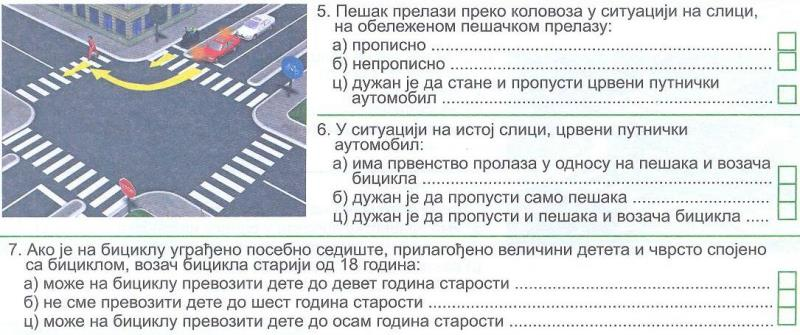 5. Пешак прелази преко коловоза у ситуацији на слици,
на обележеном пешачком прелазу:
а) прописно
б) непрописно
ц) дужан је да стане и пропусти црвени путнички
аутомобил
6. У ситуацији на истој слици, црвени путнички
аутомобил:
а) има првенство пролаза у односу на пешака и возача
бицикла
б) дужан је да пропусти само пешака
ц) дужан је да пропусти и пешака и возача бицикла
7. Ако је на бициклу уграђено посебно седиште, прилагођено величини детета и чврсто спојено
са бициклом, возач бицикла старији од 18 година:
а) може на бициклу превозити дете до девет година старости
б) не сме превозити дете до шест година старости
ц) може на бициклу превозити дете до осам година старости